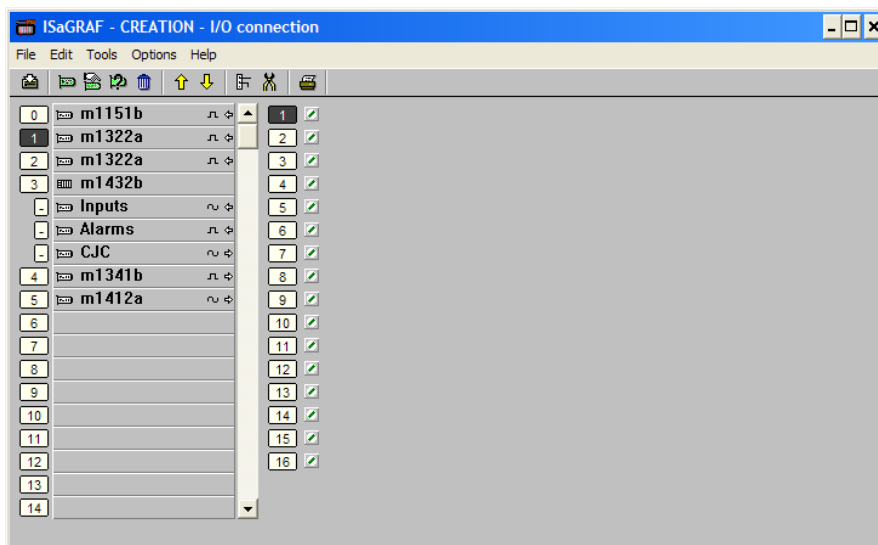 ISaGRAF - CREATION - I/O connection
File Edit Tools Options Help
0 m1151b 1
1 m1322a 2
2 m1322a 3
3 m1432b 4
- Inputs 5
- Alarms 6
- CJC 7
4 m1341b 8
5 m1412a 9
6 10
7 11
8 12
9 13
10 14
11 15
12 16
13
14